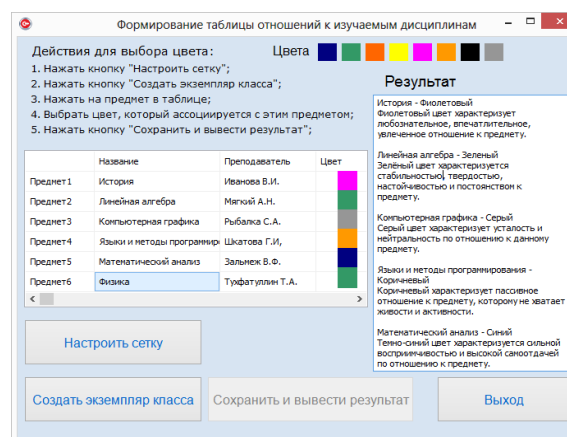 Формирование таблицы отношений к изучаемым дисциплинам
Действия для выбора цвета:
Цвета
1. Нажать кнопку "Настроить сетку";
2. Нажать кнопку "Создать экземпляр класса";
3. Нажать на предмет в таблице;
4. Выбрать цвет, который ассоциируется с этим предметом;
5. Нажать кнопку "Сохранить и вывести результат";
Результат
Название Преподаватель Цвет
Предмет1 История Иванова В.И.
Предмет2 Линейная алгебра Мягкий А.Н.
Предмет3 Компьютерная графика Рыбалка С.А.
Предмет4 Языки и методы программиро Шкатова Г.И,
Предмет5 Математический анализ Зальмеж В.Ф.
Предмет6 Физика Тухфатуллин Т.А.
История - Фиолетовый
Фиолетовый цвет характеризует
любознательное, впечатлительное,
увлеченное отношение к предмету.
Линейная алгебра - Зеленый
Зелёный цвет характеризуется
стабильностью, твердостью,
настойчивостью и постоянством к
предмету.
Компьютерная графика - Серый
Серый цвет характеризует усталость и
нейтральность по отношению к данному
предмету.
Языки и методы программирования -
Коричневый
Коричневый характеризует пассивное
отношение к предмету, которому не хватает
живости и активности.
Математический анализ - Синий
Темно-синий цвет характеризуется сильной
восприимчивостью и высокой самоотдачей
по отношению к предмету.
Настроить сетку
Создать экземпляр класса
Сохранить и вывести результат
Выход